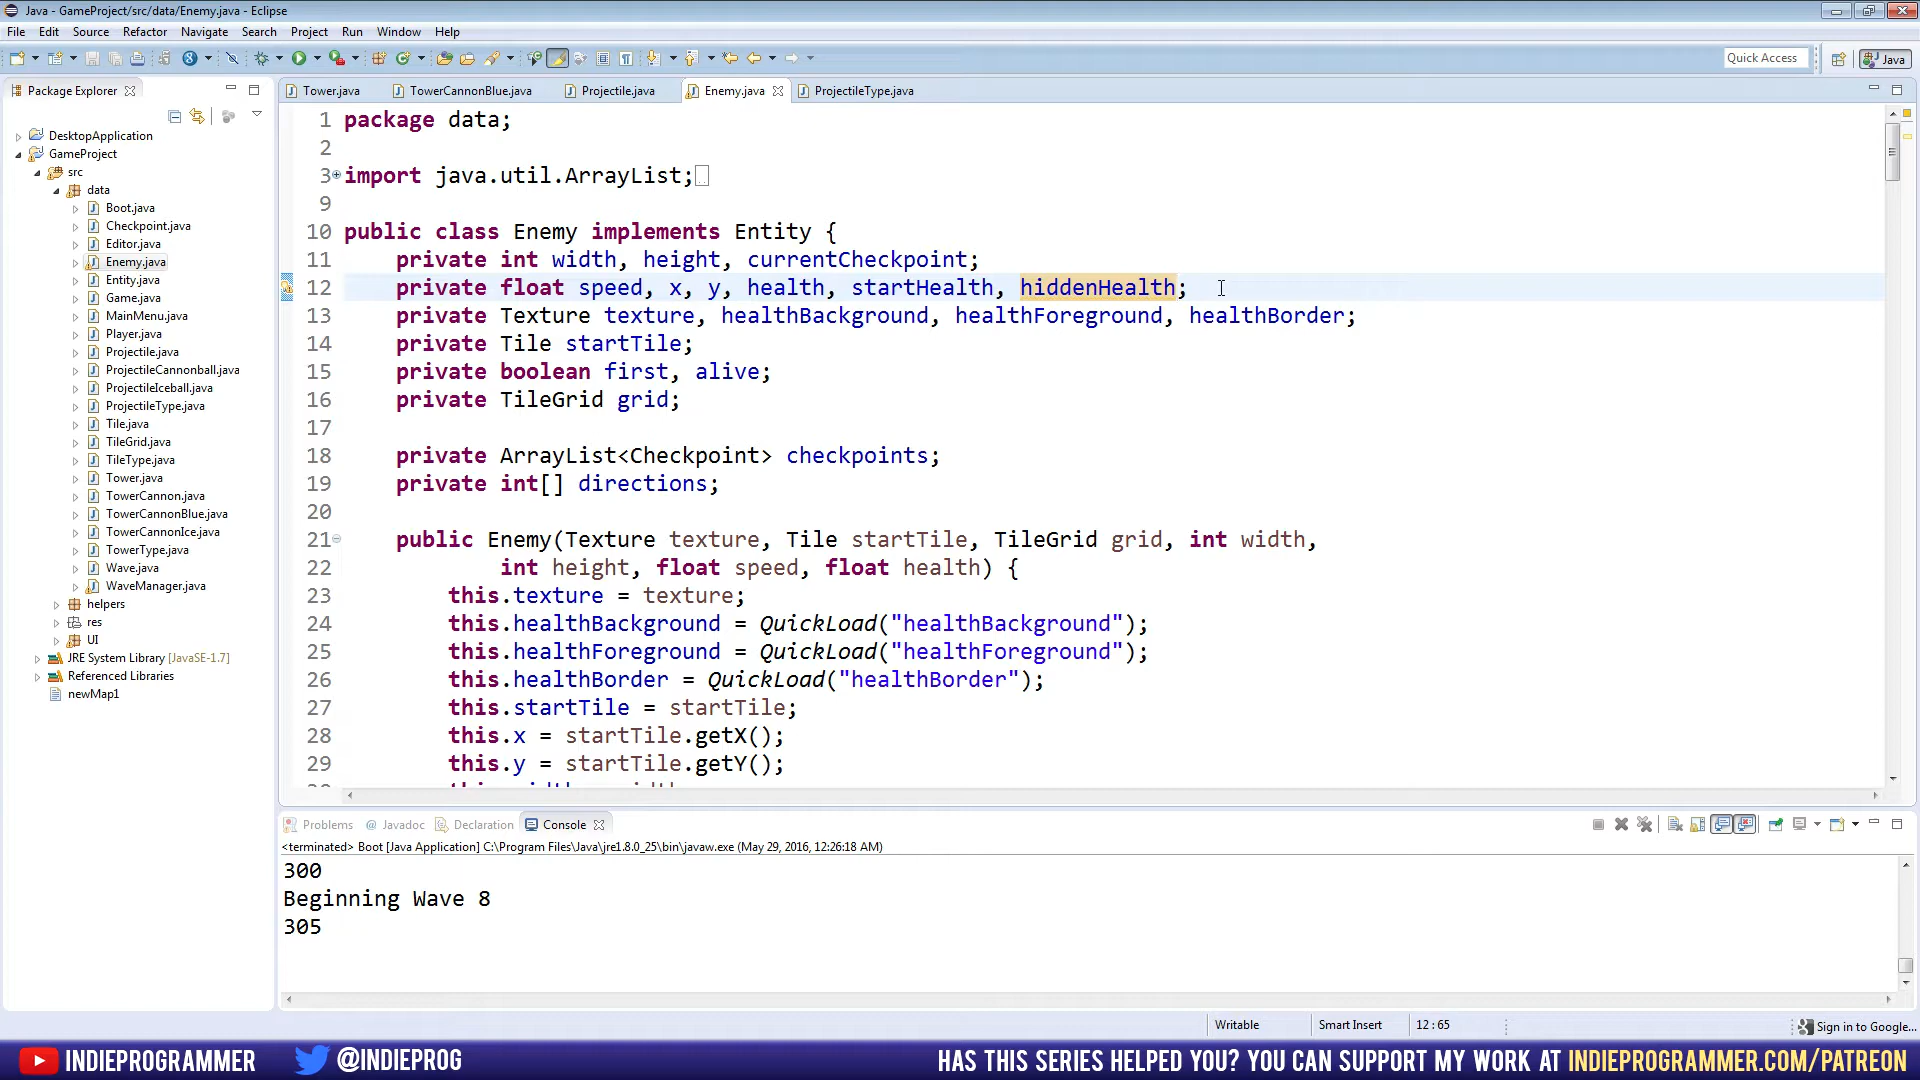 Java - GameProject/src/data/Enemy.java - Eclipse
File Edit Source Refactor Navigate Search Project Run Window Help
Quick Access
Java
Package Explorer
Tower.java TowerCannonBlue.java Projectile.java Enemy.java ProjectileType.java
DesktopApplication
GameProject
src
data
Boot.java
Checkpoint.java
Editor.java
Enemy.java
Entity.java
Game.java
MainMenu.java
Player.java
Projectile.java
ProjectileCannonball.java
ProjectileIceball.java
ProjectileType.java
Tile.java
TileGrid.java
TileType.java
Tower.java
TowerCannon.java
TowerCannonBlue.java
TowerCannonIce.java
TowerType.java
Wave.java
WaveManager.java
helpers
res
UI
JRE System Library [JavaSE-1.7]
Referenced Libraries
newMap1
1 package data;
2
3 import java.util.ArrayList;
9
10 public class Enemy implements Entity {
11 private int width, height, currentCheckpoint;
12 private float speed, x, y, health, startHealth, hiddenHealth;
13 private Texture texture, healthBackground, healthForeground, healthBorder;
14 private Tile startTile;
15 private boolean first, alive;
16 private TileGrid grid;
17
18 private ArrayList<Checkpoint> checkpoints;
19 private int[] directions;
20
21 public Enemy(Texture texture, Tile startTile, TileGrid grid, int width,
22 int height, float speed, float health) {
23 this.texture = texture;
24 this.healthBackground = QuickLoad("healthBackground");
25 this.healthForeground = QuickLoad("healthForeground");
26 this.healthBorder = QuickLoad("healthBorder");
27 this.startTile = startTile;
28 this.x = startTile.getX();
29 this.y = startTile.getY();
Problems @ Javadoc Declaration Console
<terminated> Boot [Java Application] C:\Program Files\Java\jre1.8.0_25\bin\javaw.exe (May 29, 2016, 12:26:18 AM)
300
Beginning Wave 8
305
Writable Smart Insert 12 : 65
Sign in to Google...
INDIEPROGRAMMER @INDIEPROG HAS THIS SERIES HELPED YOU? YOU CAN SUPPORT MY WORK AT INDIEPROGRAMMER.COM/PATREON